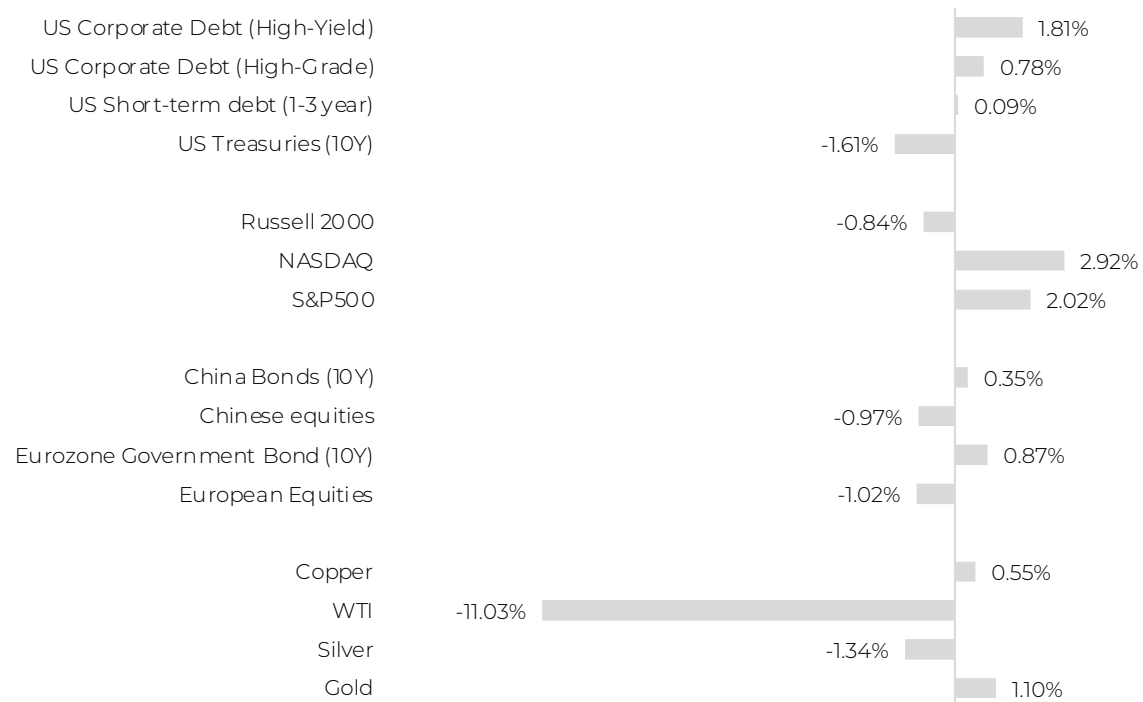 US Corporate Debt (High-Yield) 1.81%
US Corporate Debt (High-Grade) 0.78%
US Short-term debt (1-3 year) 0.09%
US Treasuries (10Y) -1.61%
Russell 2000 -0.84%
NASDAQ 2.92%
S&P500 2.02%
China Bonds (10Y) 0.35%
Chinese equities -0.97%
Eurozone Government Bond (10Y) 0.87%
European Equities -1.02%
Copper 0.55%
WTI -11.03%
Silver -1.34%
Gold 1.10%